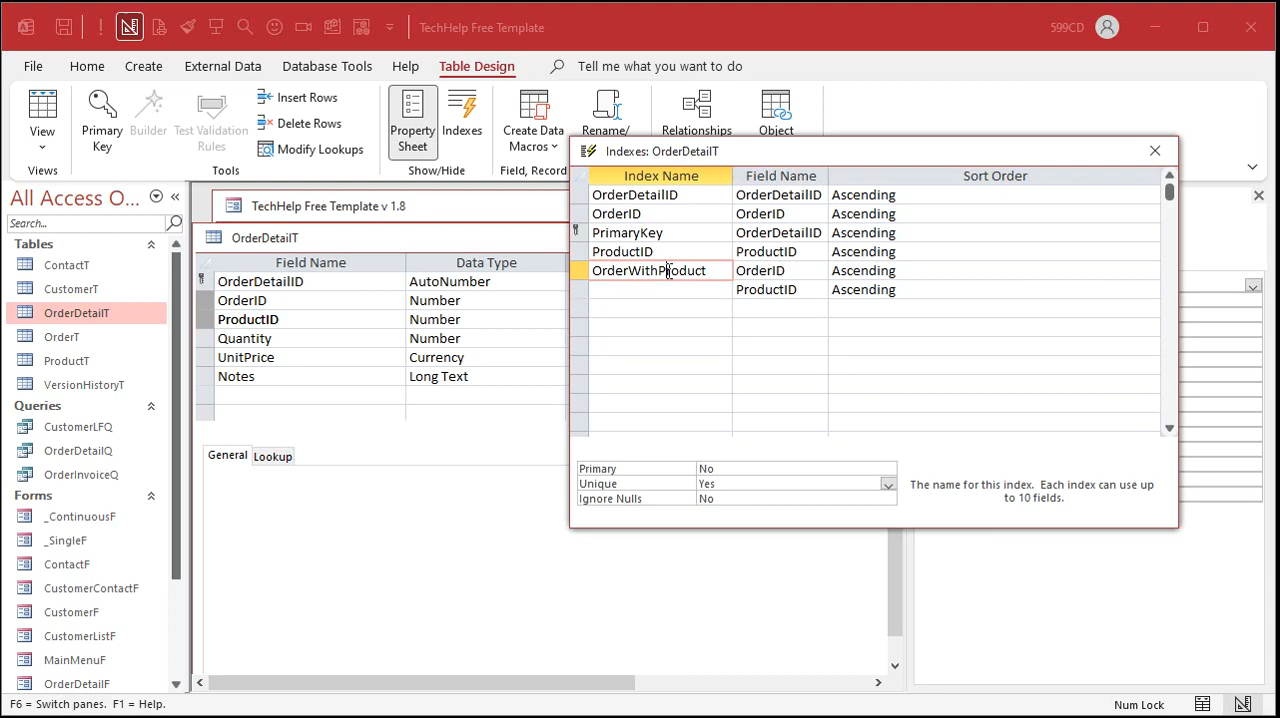 TechHelp Free Template
599CD
File Home Create External Data Database Tools Help Table Design Tell me what you want to do
View
Primary Key
Builder
Test Validation Rules
Insert Rows
Delete Rows
Modify Lookups
Property Sheet
Indexes
Create Data Macros
Rename/
Relationships
Object
Views
Tools
Show/Hide
Field, Record
All Access O...
Search...
Tables
ContactT
CustomerT
OrderDetailT
OrderT
ProductT
VersionHistoryT
Queries
CustomerLFQ
OrderDetailQ
OrderInvoiceQ
Forms
_ContinuousF
_SingleF
ContactF
CustomerContactF
CustomerF
CustomerListF
MainMenuF
OrderDetailF
TechHelp Free Template v 1.8
OrderDetailT
Field Name Data Type
OrderDetailID AutoNumber
OrderID Number
ProductID Number
Quantity Number
UnitPrice Currency
Notes Long Text
General Lookup
Indexes: OrderDetailT
Index Name Field Name Sort Order
OrderDetailID OrderDetailID Ascending
OrderID OrderID Ascending
PrimaryKey OrderDetailID Ascending
ProductID ProductID Ascending
OrderWithProduct OrderID Ascending
ProductID Ascending
Primary No
Unique Yes
Ignore Nulls No
The name for this index. Each index can use up
to 10 fields.
F6 = Switch panes. F1 = Help.
Num Lock